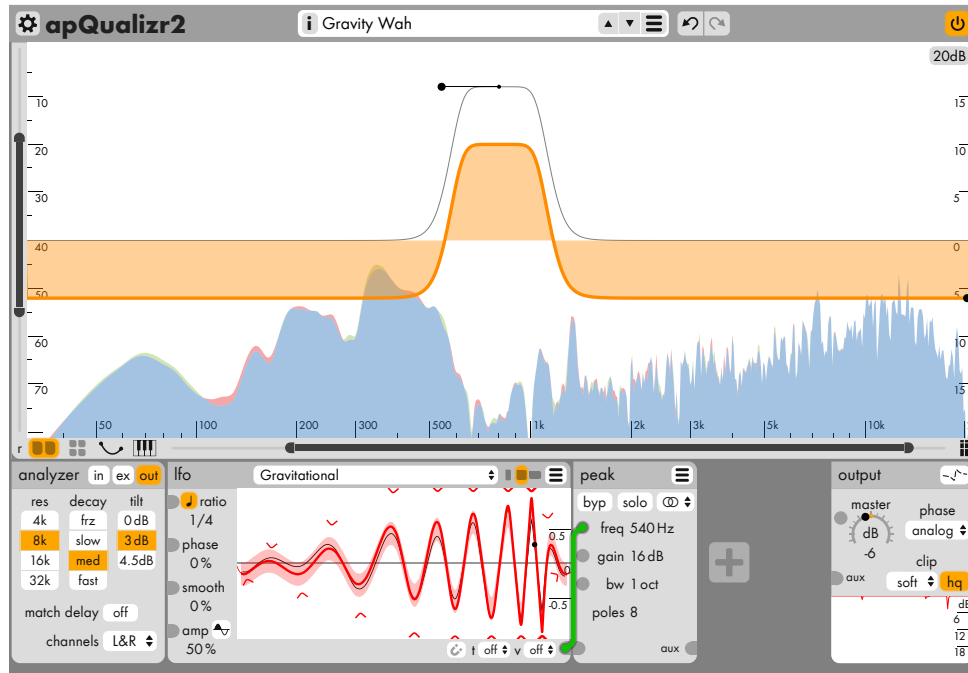 apQualizr2
i Gravity Wah
20dB
10 15
20 10
30 5
40 0
50 5
60 10
70 15
50 100 200 300 500 1k 2k 3k 5k 10k
r
analyzer in ex out
res decay tilt
4k frz 0 dB
8k slow 3 dB
16k med 4.5dB
32k fast
match delay off
channels L&R
lfo Gravitational
ratio
1/4
phase
0%
smooth
0%
amp
50%
0.5
0
-0.5
t off v off
peak
byp solo
freq 540 Hz
gain 16 dB
bw 1 oct
poles 8
aux
output
master
dB
-6
phase
analog
clip
aux soft hq
dB
6
12
18